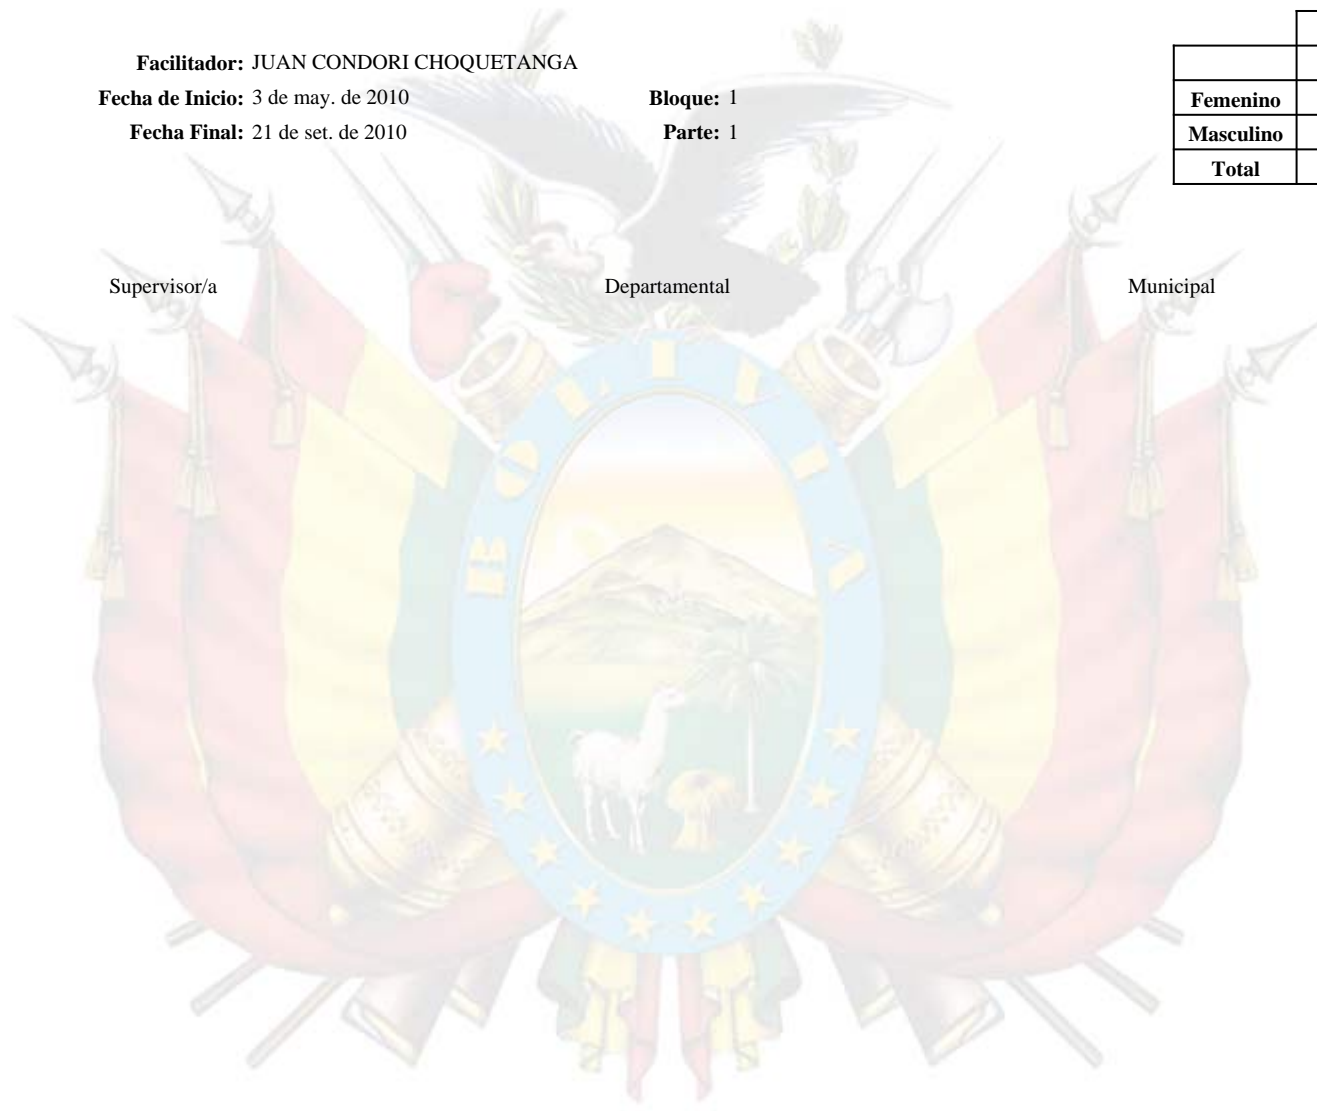 Facilitador: JUAN CONDORI CHOQUETANGA
Fecha de Inicio: 3 de may. de 2010 Bloque: 1
Fecha Final: 21 de set. de 2010 Parte: 1
Femenino
Masculino
Total
Supervisor/a Departamental Municipal
BOLIVIA